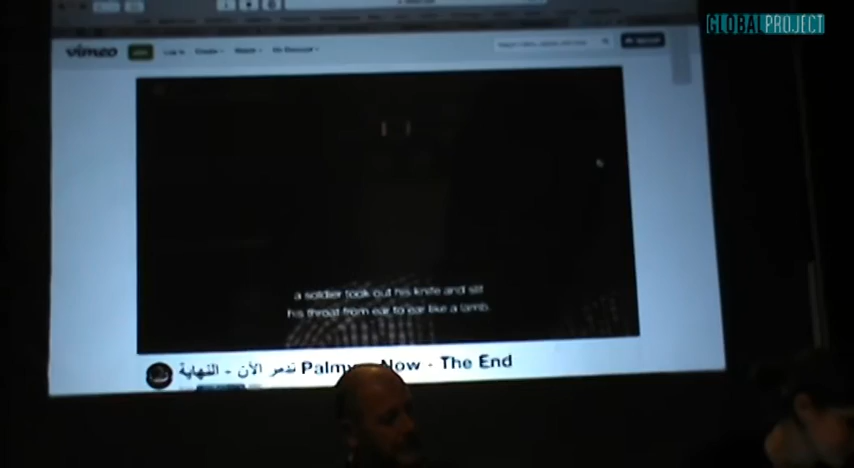 GLOBAL PROJECT
vimeo
a soldier took out his knife and slit
his throat from ear to ear like a lamb.
تدمر الآن - النهاية Palmyra Now - The End